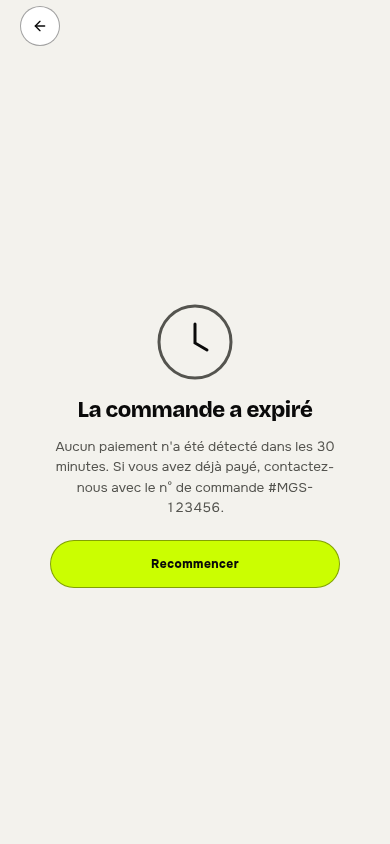 La commande a expiré
Aucun paiement n'a été détecté dans les 30
minutes. Si vous avez déjà payé, contactez-
nous avec le n° de commande #MGS-
123456.
Recommencer